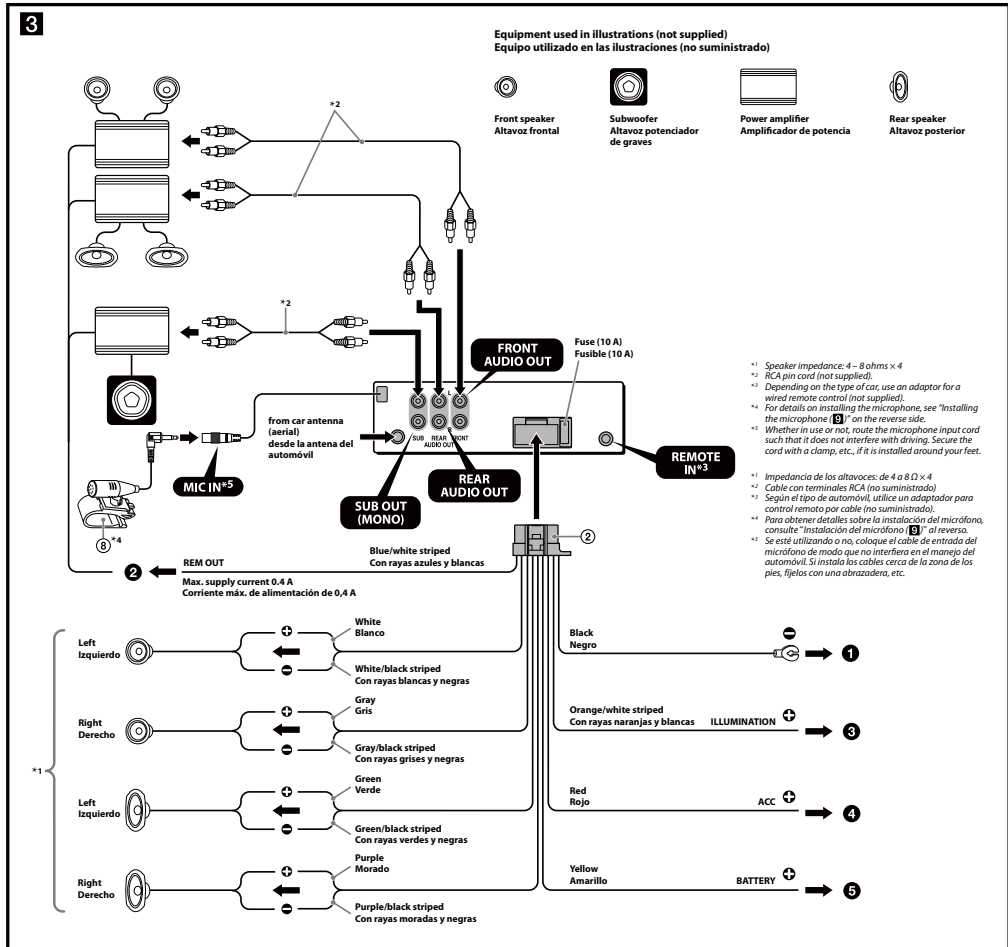 3
Equipment used in illustrations (not supplied)
Equipo utilizado en las ilustraciones (no suministrado)
Front speaker
Altavoz frontal
Subwoofer
Altavoz potenciador
de graves
Power amplifier
Amplificador de potencia
Rear speaker
Altavoz posterior
*2
*2
FRONT
AUDIO OUT
Fuse (10 A)
Fusible (10 A)
from car antenna
(aerial)
desde la antena del
automóvil
L
R
SUB REAR FRONT
AUDIO OUT
MIC IN*5
SUB OUT
(MONO)
REAR
AUDIO OUT
REMOTE
IN*3
8 *4
2
*1 Speaker impedance: 4 – 8 ohms × 4
*2 RCA pin cord (not supplied).
*3 Depending on the type of car, use an adaptor for a
wired remote control (not supplied).
*4 For details on installing the microphone, see "Installing
the microphone (9)" on the reverse side.
*5 Whether in use or not, route the microphone input cord
such that it does not interfere with driving. Secure the
cord with a clamp, etc., if it is installed around your feet.
*1 Impedancia de los altavoces: de 4 a 8 Ω × 4
*2 Cable con terminales RCA (no suministrado)
*3 Según el tipo de automóvil, utilice un adaptador para
control remoto por cable (no suministrado).
*4 Para obtener detalles sobre la instalación del micrófono,
consulte "Instalación del micrófono (9)" al reverso.
*5 Se esté utilizando o no, coloque el cable de entrada del
micrófono de modo que no interfiera en el manejo del
automóvil. Si instala los cables cerca de la zona de los
pies, fíjelos con una abrazadera, etc.
2
REM OUT
Blue/white striped
Con rayas azules y blancas
Max. supply current 0.4 A
Corriente máx. de alimentación de 0,4 A
*1
Left
Izquierdo
White
Blanco
White/black striped
Con rayas blancas y negras
Right
Derecho
Gray
Gris
Gray/black striped
Con rayas grises y negras
Left
Izquierdo
Green
Verde
Green/black striped
Con rayas verdes y negras
Right
Derecho
Purple
Morado
Purple/black striped
Con rayas moradas y negras
Black
Negro
1
Orange/white striped
Con rayas naranjas y blancas ILLUMINATION
3
Red
Rojo
ACC
4
Yellow
Amarillo
BATTERY
5